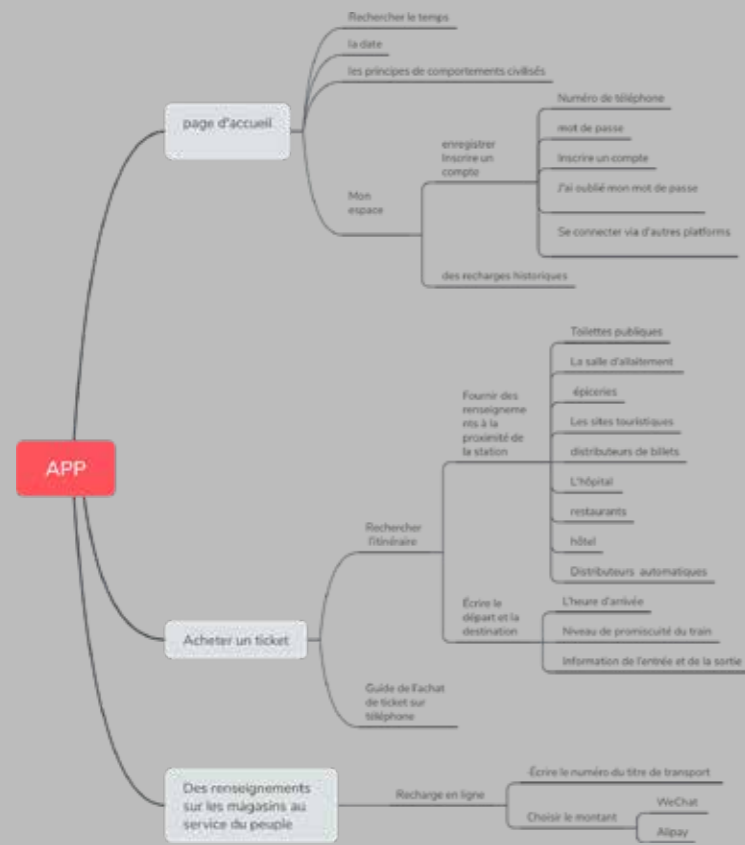 Rechercher le temps
la date
les principes de comportements civilisés
page d'accueil
Numéro de téléphone
mot de passe
enregistrer
Inscrire un
compte
Inscrire un compte
J'ai oublié mon mot de passe
Mon
espace
Se connecter via d'autres platforms
des recharges historiques
Toilettes publiques
La salle d'allaitement
épiceries
Fournir des
renseigneme
nts à la
proximité de
la station
Les sites touristiques
distributeurs de billets
L'hôpital
restaurants
hôtel
Distributeurs automatiques
APP
Rechercher
l'itinéraire
Écrire le
départ et la
destination
L'heure d'arrivée
Niveau de promiscuité du train
Information de l'entrée et de la sortie
Acheter un ticket
Guide de l'achat
de ticket sur
téléphone
Des renseignements
sur les magasins au
service du peuple
Recharge en ligne
Écrire le numéro du titre de transport
Choisir le montant
WeChat
Alipay